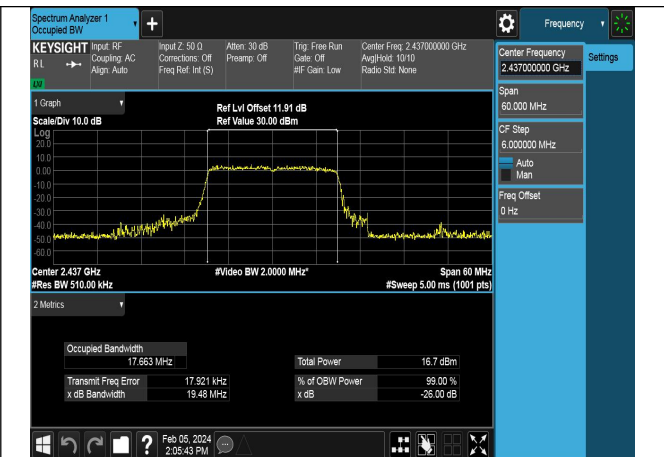 Spectrum Analyzer 1
Occupied BW
+
Frequency
KEYSIGHT
RL
Input: RF
Coupling: AC
Align: Auto
Input Z: 50 Ω
Corrections: Off
Freq Ref: Int (S)
Atten: 30 dB
Preamp: Off
Trig: Free Run
Gate: Off
#IF Gain: Low
Center Freq: 2.437000000 GHz
Avg|Hold: 10/10
Radio Std: None
Center Frequency
2.437000000 GHz
Settings
Span
60.000 MHz
CF Step
6.000000 MHz
Auto
Man
Freq Offset
0 Hz
1 Graph
Scale/Div 10.0 dB
Ref Lvl Offset 11.91 dB
Ref Value 30.00 dBm
Log
20.0
10.0
0.00
-10.0
-20.0
-30.0
-40.0
-50.0
-60.0
Center 2.437 GHz
#Res BW 510.00 kHz
#Video BW 2.0000 MHz*
Span 60 MHz
#Sweep 5.00 ms (1001 pts)
2 Metrics
Occupied Bandwidth
17.663 MHz
Total Power 16.7 dBm
Transmit Freq Error 17.921 kHz
% of OBW Power 99.00 %
x dB Bandwidth 19.48 MHz
x dB -26.00 dB
?
Feb 05, 2024
2:05:43 PM